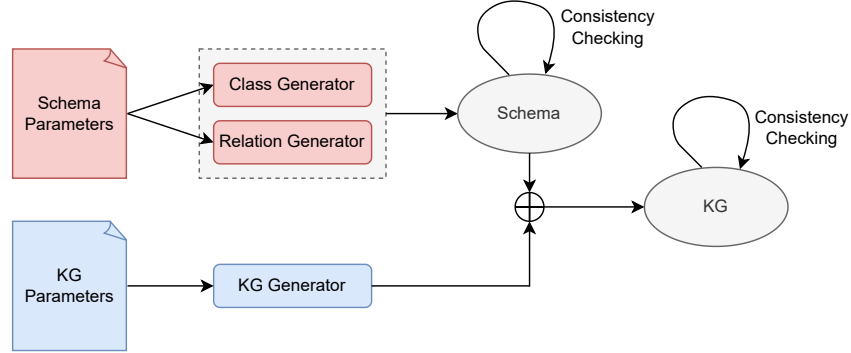 Consistency
Checking
Class Generator
Schema
Parameters
Schema
Relation Generator
Consistency
Checking
KG
KG
Parameters
KG Generator